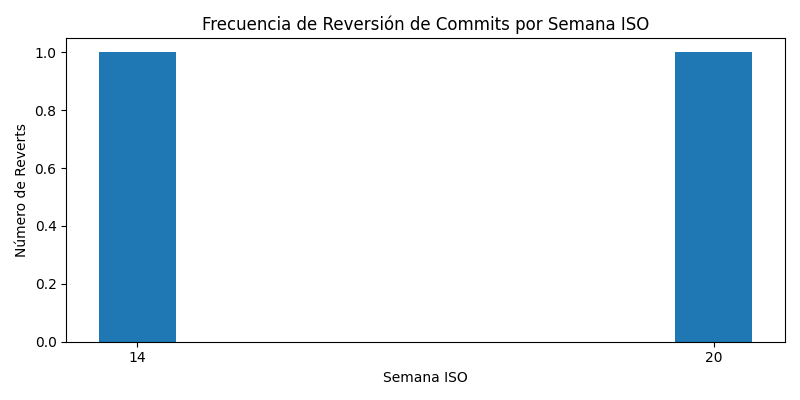 Frecuencia de Reversión de Commits por Semana ISO
Número de Reverts
1.0
0.8
0.6
0.4
0.2
0.0
14
20
Semana ISO